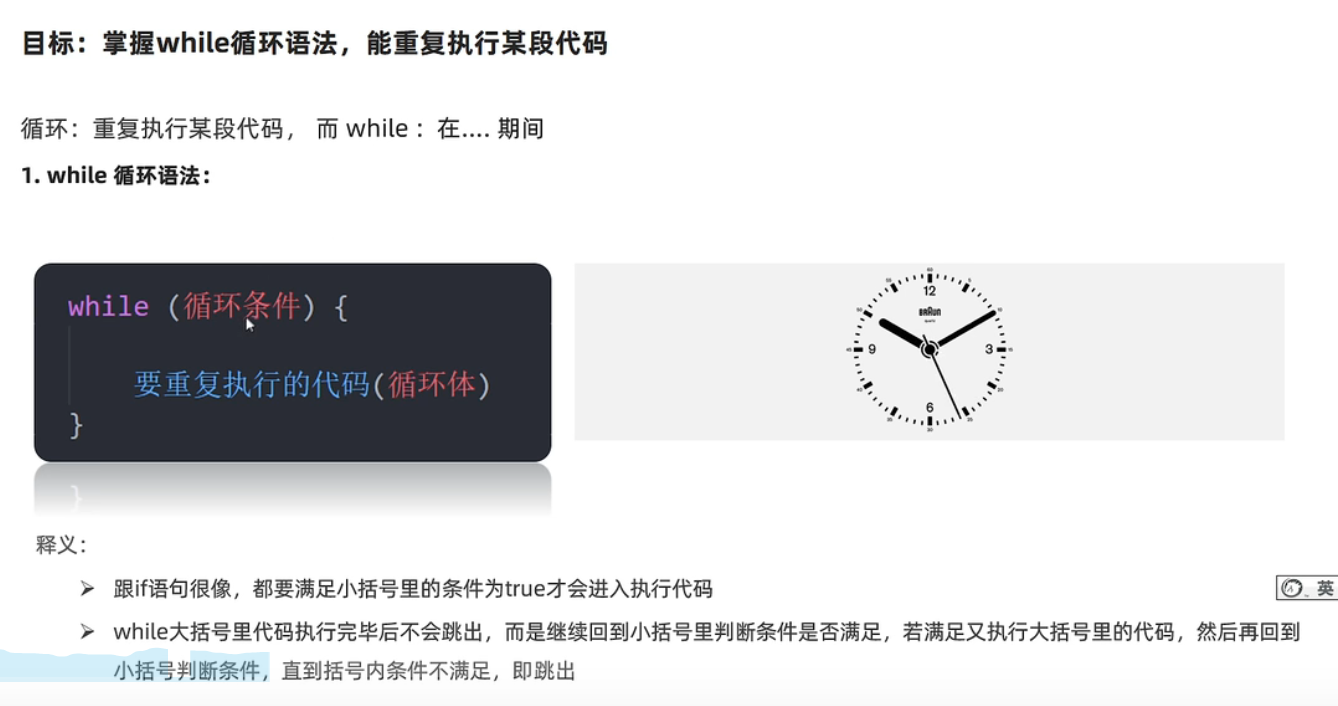 目标：掌握while循环语法，能重复执行某段代码
循环：重复执行某段代码， 而 while ：在.... 期间
1. while 循环语法：
while (循环条件) {
要重复执行的代码(循环体)
}
12
BRAUN
9
3
6
释义：
跟if语句很像，都要满足小括号里的条件为true才会进入执行代码
while大括号里代码执行完毕后不会跳出，而是继续回到小括号里判断条件是否满足，若满足又执行大括号里的代码，然后再回到
小括号判断条件，直到括号内条件不满足，即跳出
英